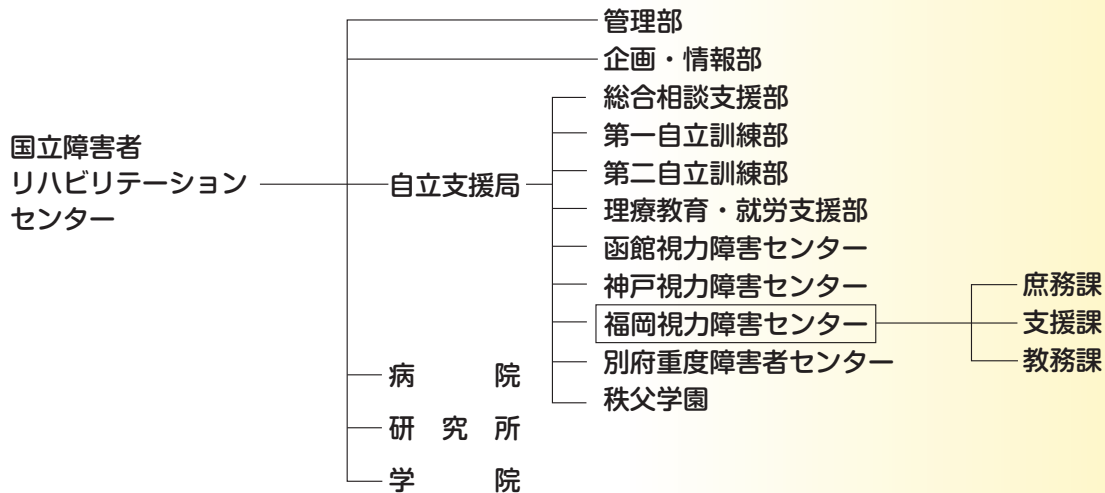 管理部
企画・情報部
国立障害者
リハビリテーション
センター
自立支援局
総合相談支援部
第一自立訓練部
第二自立訓練部
理療教育・就労支援部
函館視力障害センター
神戸視力障害センター
福岡視力障害センター
別府重度障害者センター
秩父学園
庶務課
支援課
教務課
病　　院
研　究　所
学　　院